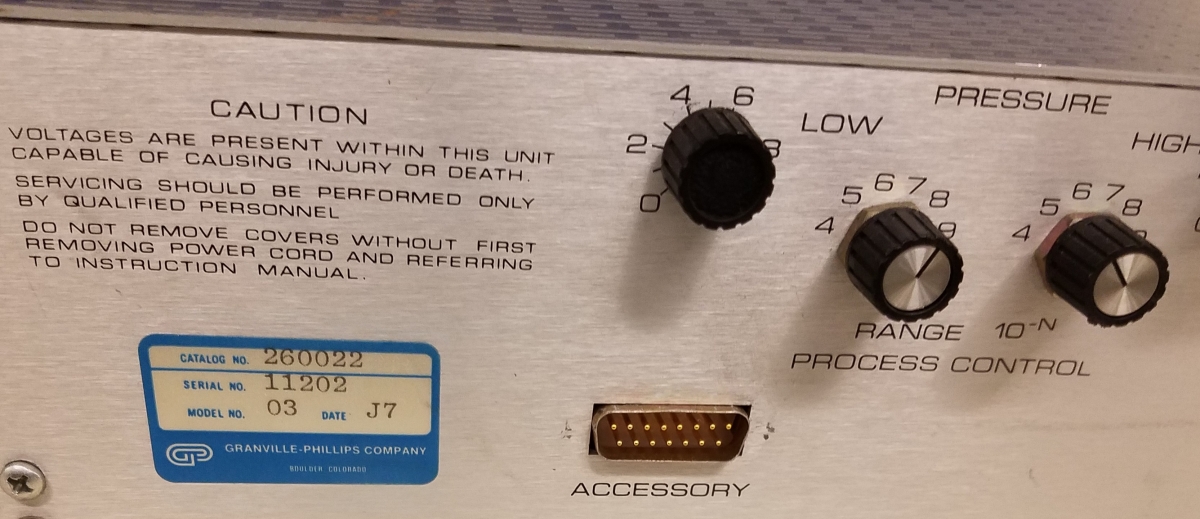 CAUTION
VOLTAGES ARE PRESENT WITHIN THIS UNIT
CAPABLE OF CAUSING INJURY OR DEATH.
SERVICING SHOULD BE PERFORMED ONLY
BY QUALIFIED PERSONNEL
DO NOT REMOVE COVERS WITHOUT FIRST
REMOVING POWER CORD AND REFERRING
TO INSTRUCTION MANUAL.
CATALOG NO. 260022
SERIAL NO. 11202
MODEL NO. 03 DATE J7
GP GRANVILLE-PHILLIPS COMPANY
BOULDER COLORADO
0 2 4 6 8
LOW
PRESSURE
HIGH
4 5 6 7 8 9
4 5 6 7 8
RANGE 10-N
PROCESS CONTROL
ACCESSORY